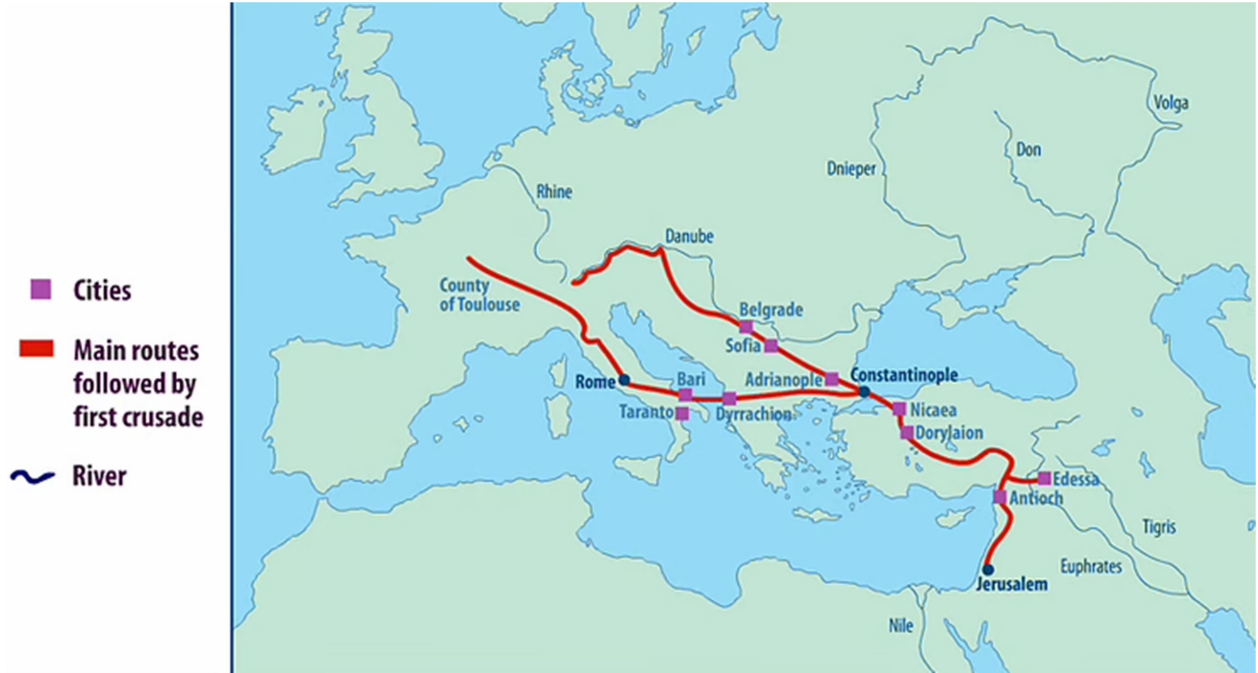 Cities
Main routes
followed by
first crusade
River
Volga
Don
Dnieper
Rhine
Danube
County
of Toulouse
Belgrade
Sofia
Adrianople
Constantinople
Rome
Bari
Taranto
Dyrrachion
Nicaea
Dorylaion
Edessa
Antioch
Tigris
Euphrates
Jerusalem
Nile